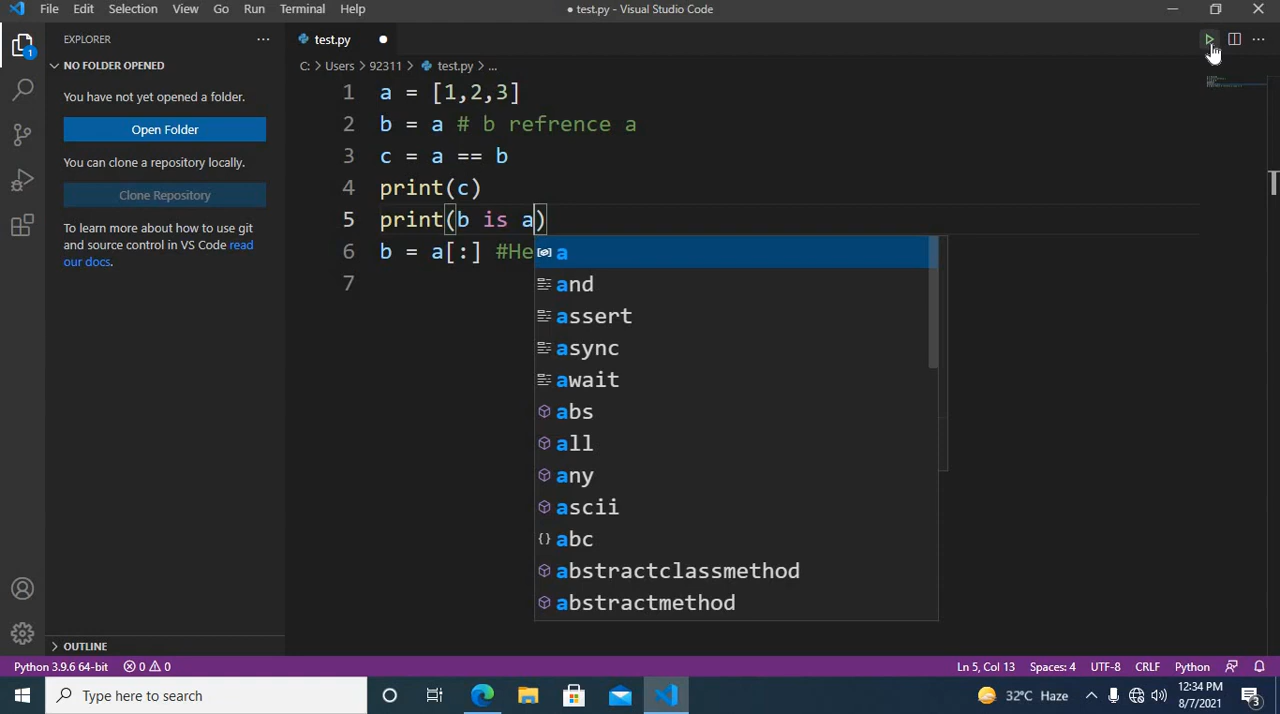 File Edit Selection View Go Run Terminal Help
● test.py - Visual Studio Code
EXPLORER
test.py
NO FOLDER OPENED
C: > Users > 92311 > test.py > ...
You have not yet opened a folder.
Open Folder
You can clone a repository locally.
Clone Repository
To learn more about how to use git
and source control in VS Code read
our docs.
OUTLINE
1 a = [1,2,3]
2 b = a # b refrence a
3 c = a == b
4 print(c)
5 print(b is a)
6 b = a[:] #He
7
a
and
assert
async
await
abs
all
any
ascii
abc
abstractclassmethod
abstractmethod
1
Python 3.9.6 64-bit 0 0
Ln 5, Col 13 Spaces: 4 UTF-8 CRLF Python
Type here to search
32°C Haze
12:34 PM
8/7/2021
3